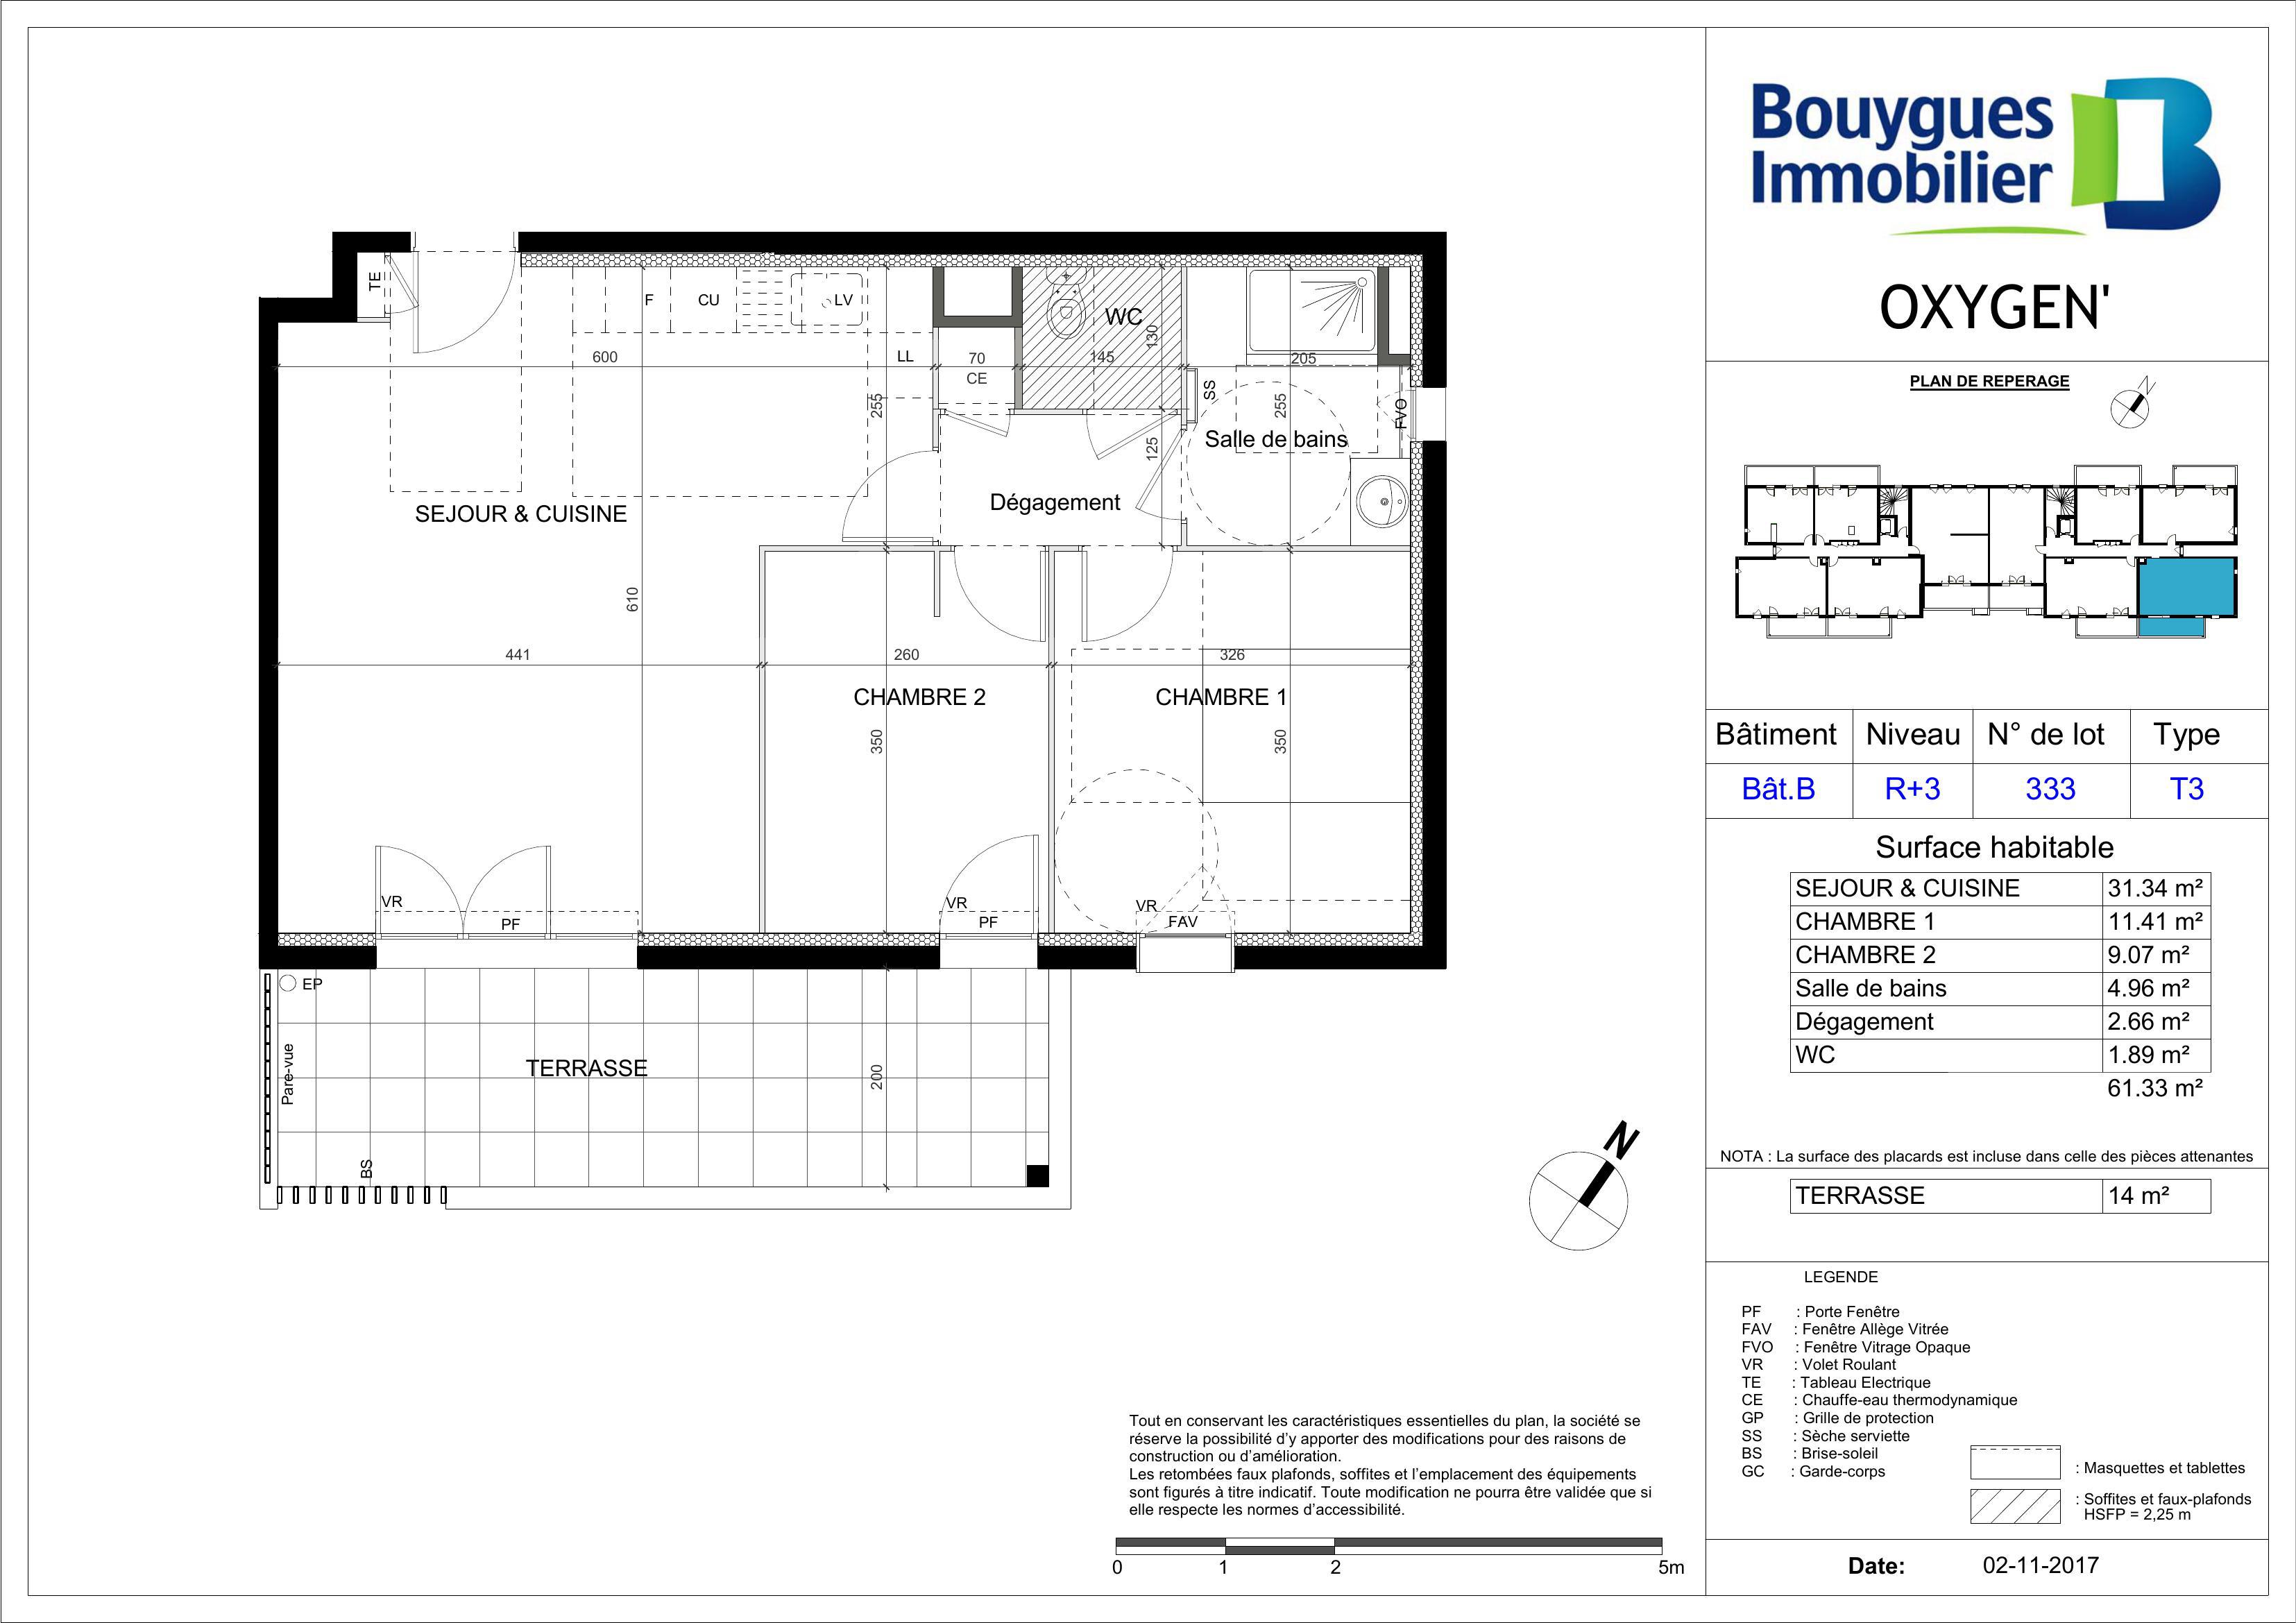 Bouygues
Immobilier
OXYGEN'
PLAN DE REPERAGE
N
Bâtiment Niveau N° de lot Type
Bât.B R+3 333 T3
Surface habitable
SEJOUR & CUISINE 31.34 m²
CHAMBRE 1 11.41 m²
CHAMBRE 2 9.07 m²
Salle de bains 4.96 m²
Dégagement 2.66 m²
WC 1.89 m²
61.33 m²
NOTA : La surface des placards est incluse dans celle des pièces attenantes
TERRASSE 14 m²
LEGENDE
PF : Porte Fenêtre
FAV : Fenêtre Allège Vitrée
FVO : Fenêtre Vitrage Opaque
VR : Volet Roulant
TE : Tableau Electrique
CE : Chauffe-eau thermodynamique
GP : Grille de protection
SS : Sèche serviette
BS : Brise-soleil
GC : Garde-corps
: Masquettes et tablettes
: Soffites et faux-plafonds
HSFP = 2,25 m
Date: 02-11-2017
TE
F CU LV
WC
130
600 LL 70 145 205
CE
SS
255 255 FVO
125
Salle de bains
Dégagement
SEJOUR & CUISINE
610
441 260 326
CHAMBRE 2 CHAMBRE 1
350 350
VR VR VR
PF PF FAV
EP
Pare-vue
TERRASSE
200
BS
N
Tout en conservant les caractéristiques essentielles du plan, la société se
réserve la possibilité d'y apporter des modifications pour des raisons de
construction ou d'amélioration.
Les retombées faux plafonds, soffites et l'emplacement des équipements
sont figurés à titre indicatif. Toute modification ne pourra être validée que si
elle respecte les normes d'accessibilité.
0 1 2 5m